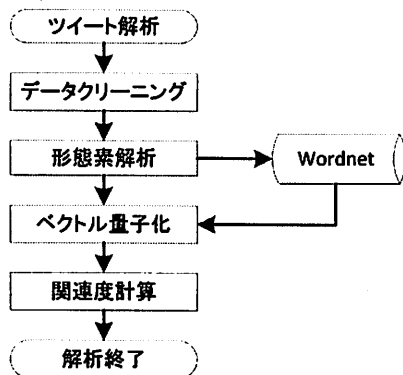 ツイート解析
データクリーニング
形態素解析
Wordnet
ベクトル量子化
関連度計算
解析終了